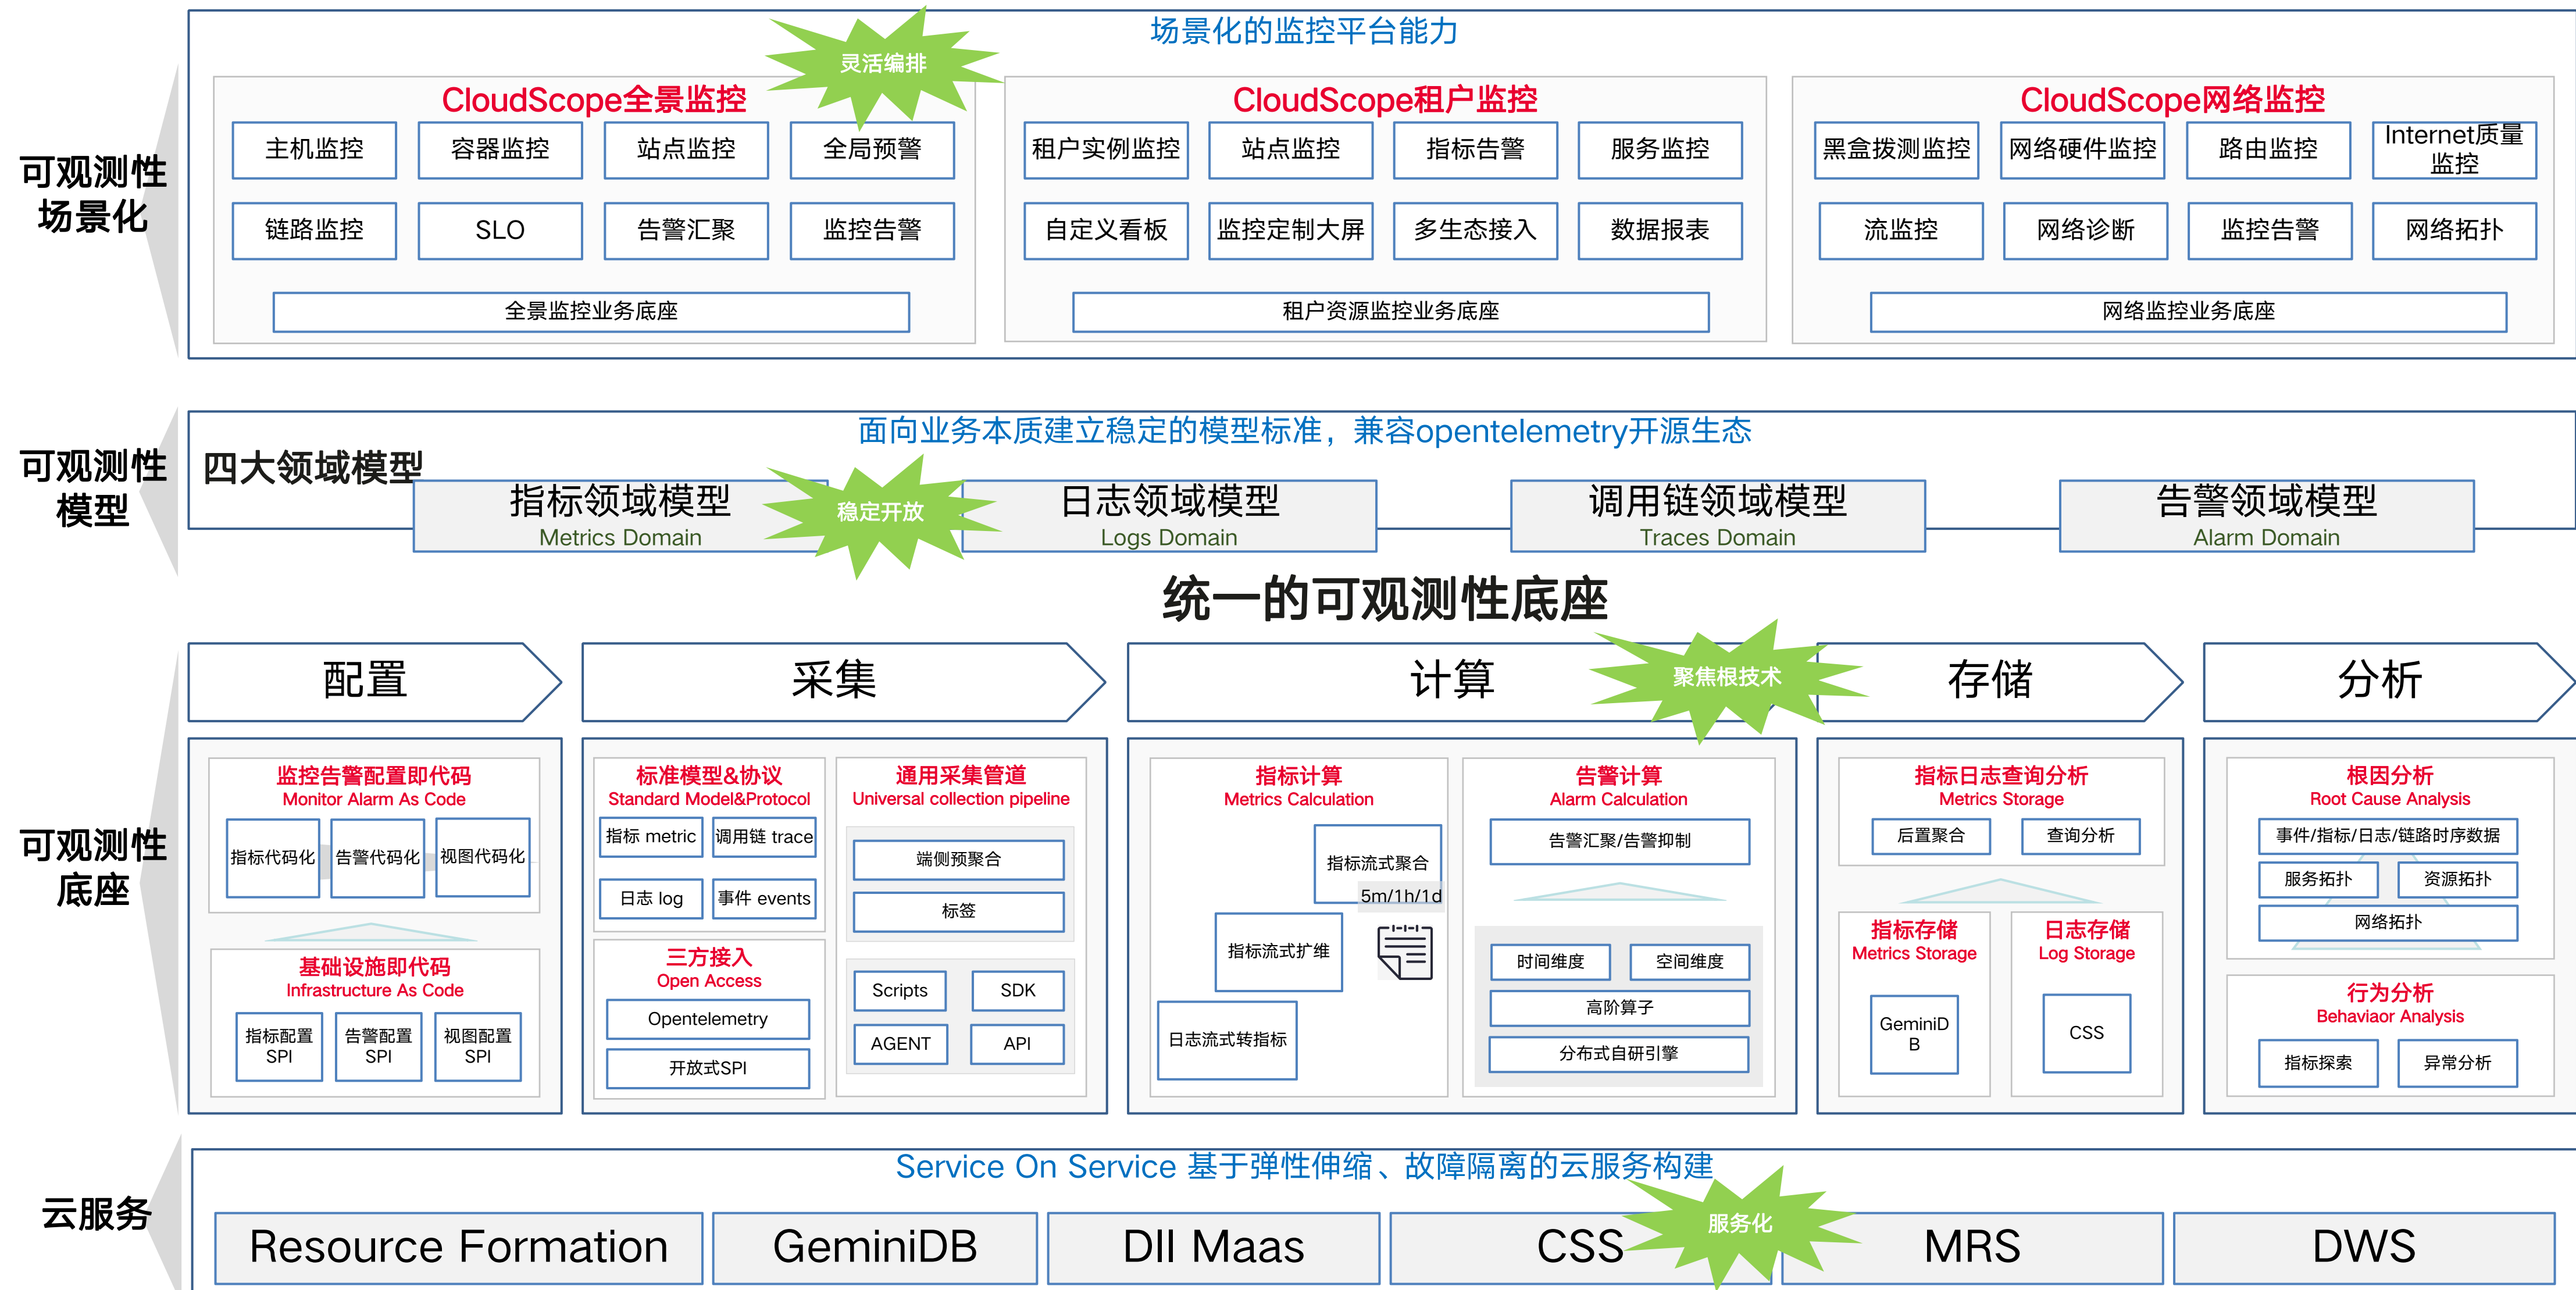 场景化的监控平台能力
灵活编排
可观测性
场景化
CloudScope全景监控
主机监控
容器监控
站点监控
全局预警
链路监控
SLO
告警汇聚
监控告警
全景监控业务底座
CloudScope租户监控
租户实例监控
站点监控
指标告警
服务监控
自定义看板
监控定制大屏
多生态接入
数据报表
租户资源监控业务底座
CloudScope网络监控
黑盒拨测监控
网络硬件监控
路由监控
Internet质量
监控
流监控
网络诊断
监控告警
网络拓扑
网络监控业务底座
可观测性
模型
面向业务本质建立稳定的模型标准，兼容opentelemetry开源生态
四大领域模型
指标领域模型
Metrics Domain
稳定开放
日志领域模型
Logs Domain
调用链领域模型
Traces Domain
告警领域模型
Alarm Domain
统一的可观测性底座
可观测性
底座
配置
采集
计算
聚焦根技术
存储
分析
监控告警配置即代码
Monitor Alarm As Code
指标代码化
告警代码化
视图代码化
基础设施即代码
Infrastructure As Code
指标配置
SPI
告警配置
SPI
视图配置
SPI
标准模型&协议
Standard Model&Protocol
指标 metric
调用链 trace
日志 log
事件 events
三方接入
Open Access
Opentelemetry
开放式SPI
通用采集管道
Universal collection pipeline
端侧预聚合
标签
Scripts
SDK
AGENT
API
指标计算
Metrics Calculation
指标流式聚合
5m/1h/1d
指标流式扩维
日志流式转指标
告警计算
Alarm Calculation
告警汇聚/告警抑制
时间维度
空间维度
高阶算子
分布式自研引擎
指标日志查询分析
Metrics Storage
后置聚合
查询分析
指标存储
Metrics Storage
GeminiD
B
日志存储
Log Storage
CSS
根因分析
Root Cause Analysis
事件/指标/日志/链路时序数据
服务拓扑
资源拓扑
网络拓扑
行为分析
Behaviaor Analysis
指标探索
异常分析
云服务
Service On Service 基于弹性伸缩、故障隔离的云服务构建
服务化
Resource Formation
GeminiDB
DII Maas
CSS
MRS
DWS